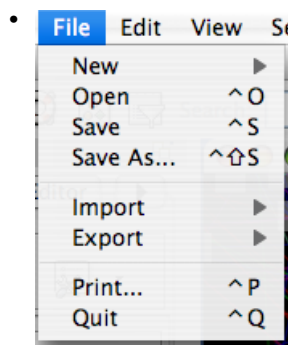 File Edit View
New
Open ^O
Save ^S
Save As... ^⇧S
Import
Export
Print... ^P
Quit ^Q